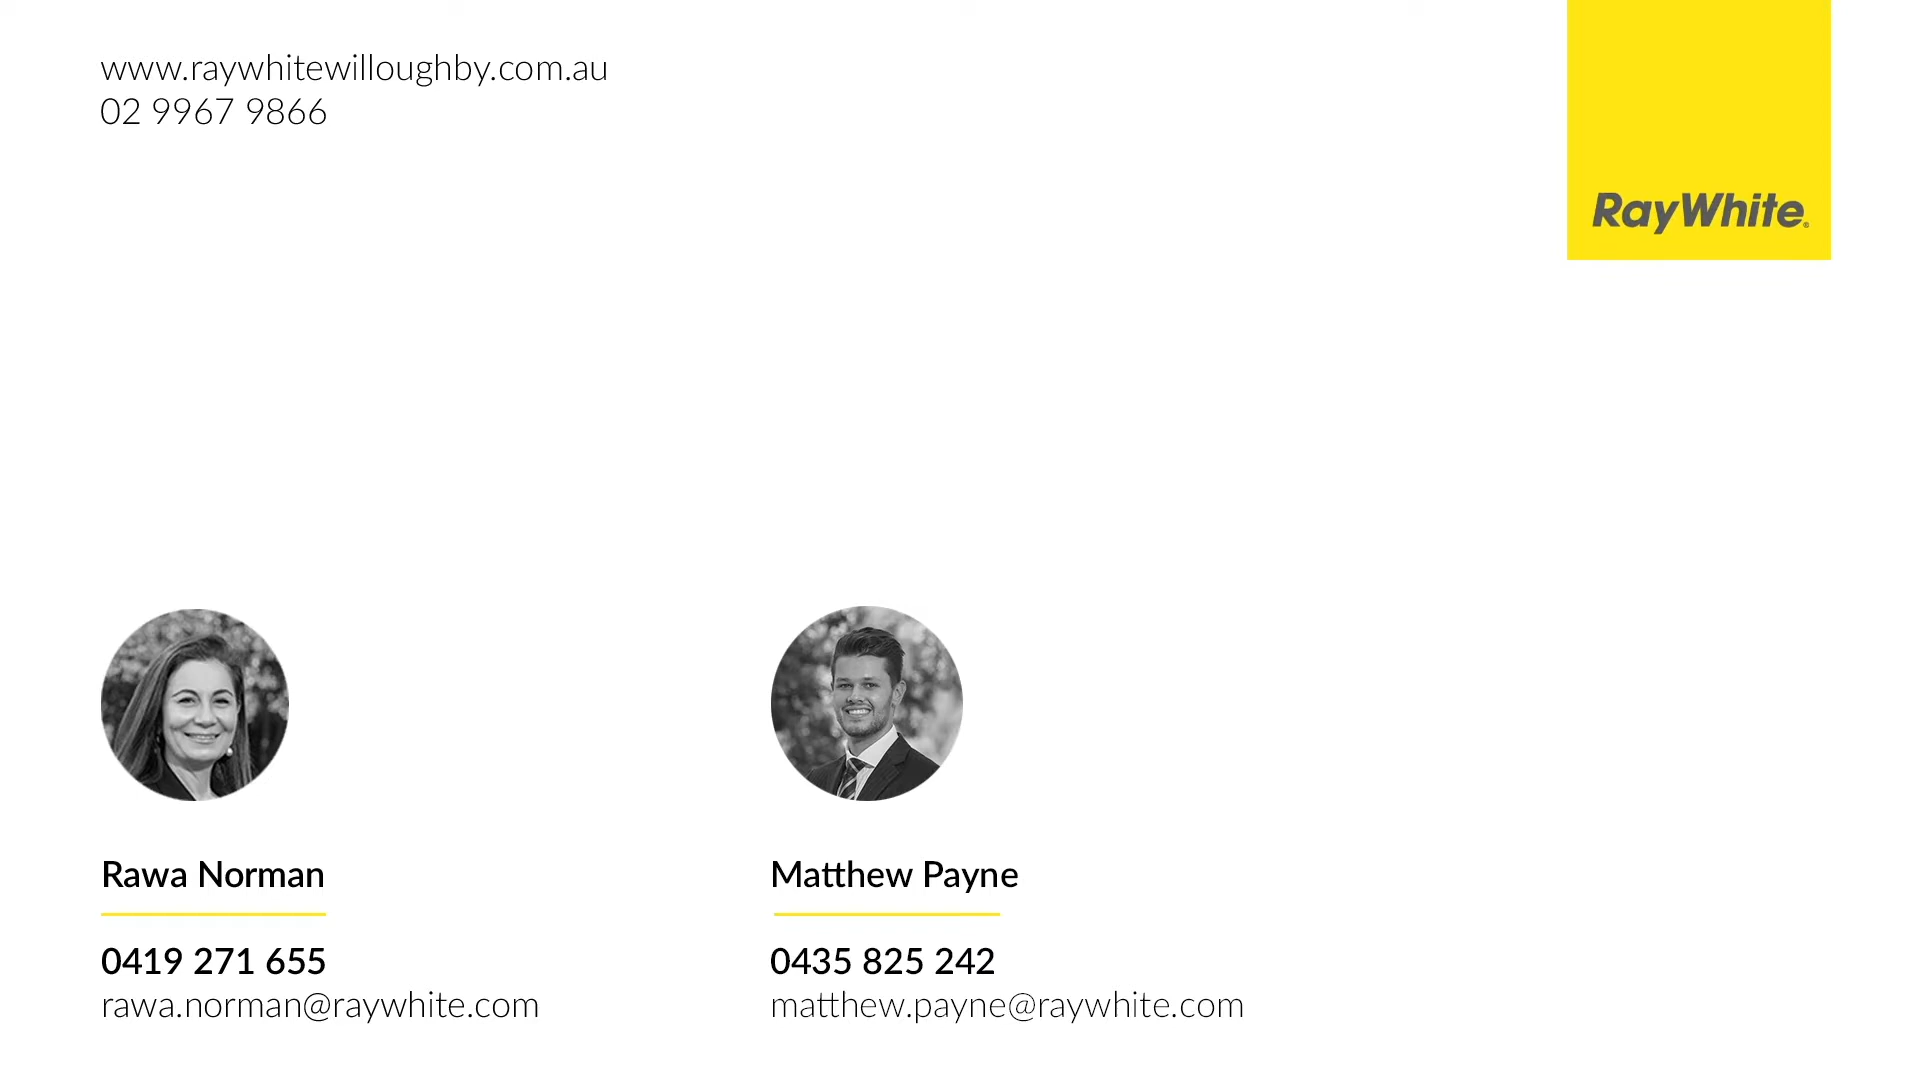 www.raywhitewilloughby.com.au
02 9967 9866
RayWhite®
Rawa Norman
0419 271 655
rawa.norman@raywhite.com
Matthew Payne
0435 825 242
matthew.payne@raywhite.com